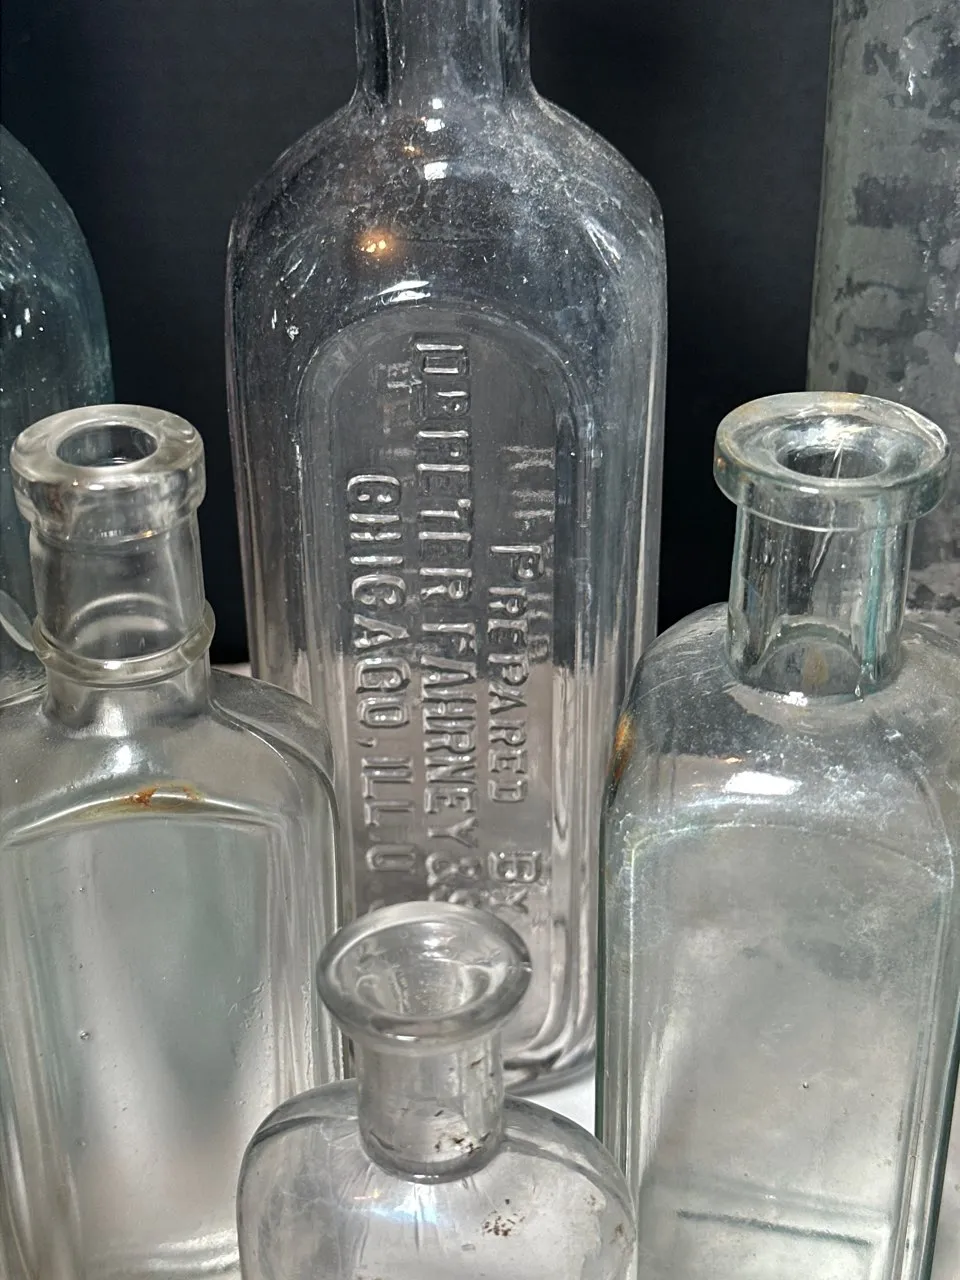 PREPARED BY
DR PETER FAHRNEY &
CHICAGO, ILL.U